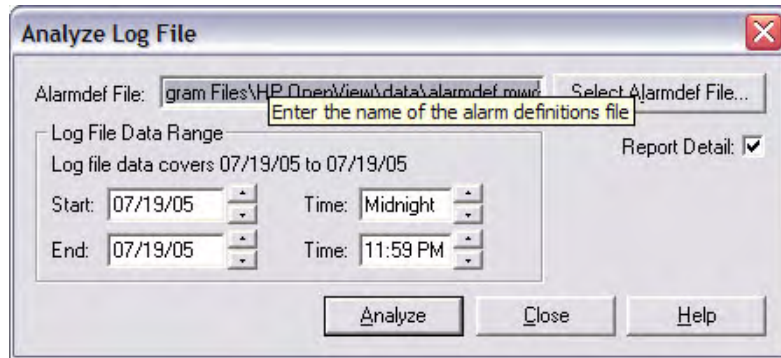 Analyze Log File
Alarmdef File: gram Files\HP OpenView\data\alarmdef.mwc Select Alarmdef File...
Enter the name of the alarm definitions file
Log File Data Range
Report Detail:
Log file data covers 07/19/05 to 07/19/05
Start: 07/19/05 Time: Midnight
End: 07/19/05 Time: 11:59 PM
Analyze Close Help